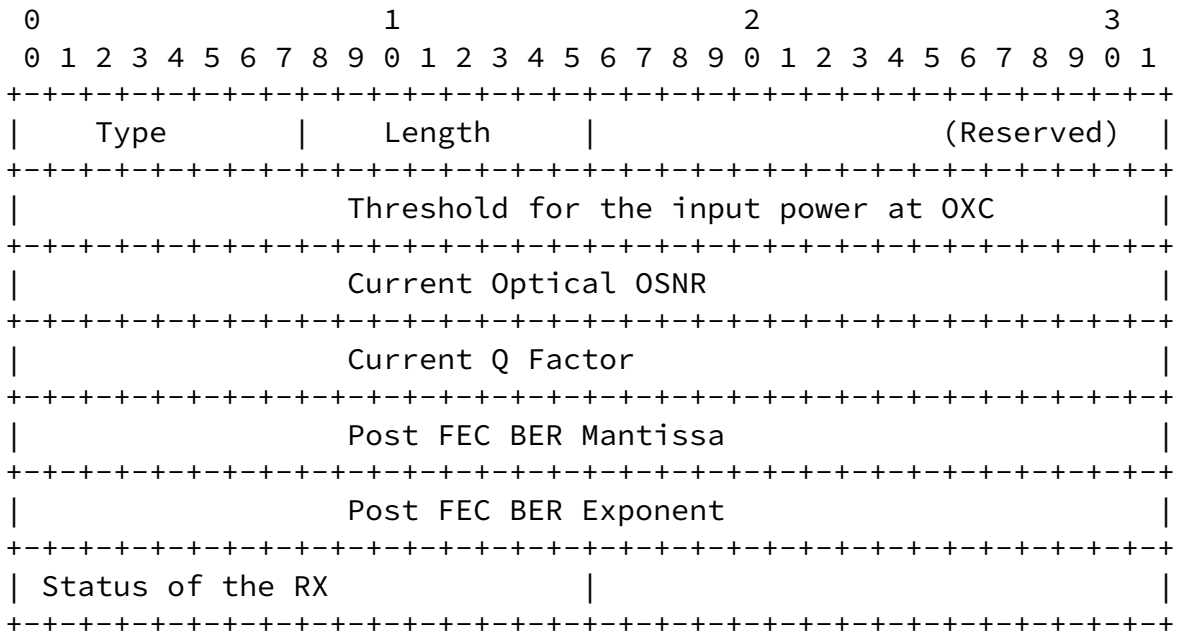 0                   1                   2                   3
 0 1 2 3 4 5 6 7 8 9 0 1 2 3 4 5 6 7 8 9 0 1 2 3 4 5 6 7 8 9 0 1
+-+-+-+-+-+-+-+-+-+-+-+-+-+-+-+-+-+-+-+-+-+-+-+-+-+-+-+-+-+-+-+-+
|    Type       |    Length     |                   (Reserved)  |
+-+-+-+-+-+-+-+-+-+-+-+-+-+-+-+-+-+-+-+-+-+-+-+-+-+-+-+-+-+-+-+-+
|                  Threshold for the input power at OXC         |
+-+-+-+-+-+-+-+-+-+-+-+-+-+-+-+-+-+-+-+-+-+-+-+-+-+-+-+-+-+-+-+-+
|                  Current Optical OSNR                         |
+-+-+-+-+-+-+-+-+-+-+-+-+-+-+-+-+-+-+-+-+-+-+-+-+-+-+-+-+-+-+-+-+
|                  Current Q Factor                             |
+-+-+-+-+-+-+-+-+-+-+-+-+-+-+-+-+-+-+-+-+-+-+-+-+-+-+-+-+-+-+-+-+
|                  Post FEC BER Mantissa                        |
+-+-+-+-+-+-+-+-+-+-+-+-+-+-+-+-+-+-+-+-+-+-+-+-+-+-+-+-+-+-+-+-+
|                  Post FEC BER Exponent                        |
+-+-+-+-+-+-+-+-+-+-+-+-+-+-+-+-+-+-+-+-+-+-+-+-+-+-+-+-+-+-+-+-+
| Status of the RX              |                               |
+-+-+-+-+-+-+-+-+-+-+-+-+-+-+-+-+-+-+-+-+-+-+-+-+-+-+-+-+-+-+-+-+